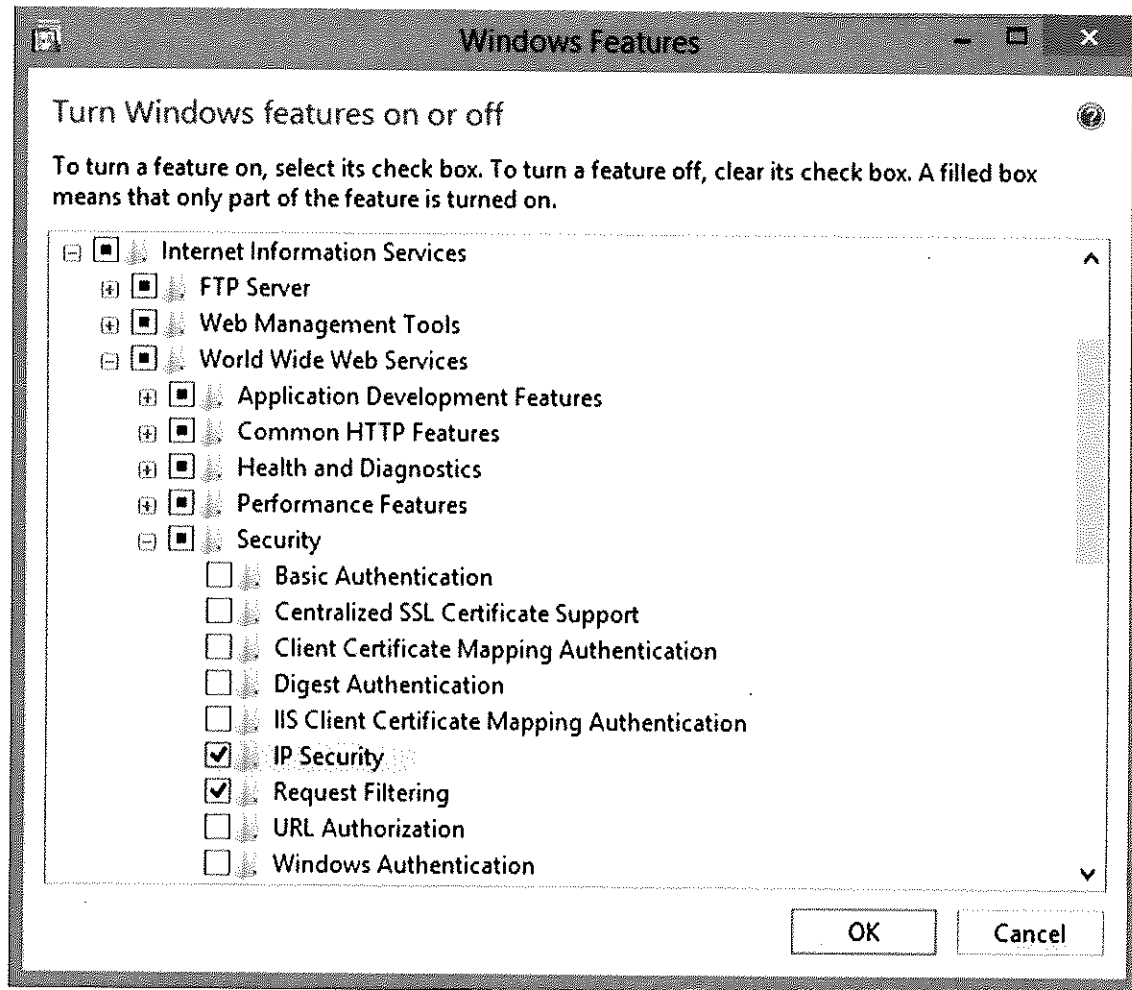 Windows Features
Turn Windows features on or off
To turn a feature on, select its check box. To turn a feature off, clear its check box. A filled box
means that only part of the feature is turned on.
Internet Information Services
FTP Server
Web Management Tools
World Wide Web Services
Application Development Features
Common HTTP Features
Health and Diagnostics
Performance Features
Security
Basic Authentication
Centralized SSL Certificate Support
Client Certificate Mapping Authentication
Digest Authentication
IIS Client Certificate Mapping Authentication
IP Security
Request Filtering
URL Authorization
Windows Authentication
OK Cancel